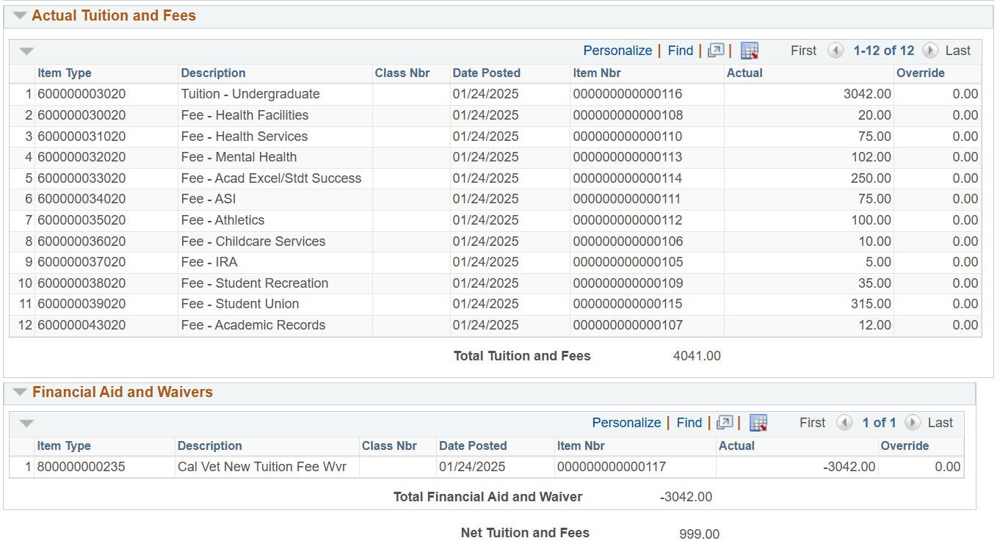 Actual Tuition and Fees
Personalize | Find | | First 1-12 of 12 Last
Item Type Description Class Nbr Date Posted Item Nbr Actual Override
1 600000003020 Tuition - Undergraduate 01/24/2025 000000000000116 3042.00 0.00
2 600000030020 Fee - Health Facilities 01/24/2025 000000000000108 20.00 0.00
3 600000031020 Fee - Health Services 01/24/2025 000000000000110 75.00 0.00
4 600000032020 Fee - Mental Health 01/24/2025 000000000000113 102.00 0.00
5 600000033020 Fee - Acad Excel/Stdt Success 01/24/2025 000000000000114 250.00 0.00
6 600000034020 Fee - ASI 01/24/2025 000000000000111 75.00 0.00
7 600000035020 Fee - Athletics 01/24/2025 000000000000112 100.00 0.00
8 600000036020 Fee - Childcare Services 01/24/2025 000000000000106 10.00 0.00
9 600000037020 Fee - IRA 01/24/2025 000000000000105 5.00 0.00
10 600000038020 Fee - Student Recreation 01/24/2025 000000000000109 35.00 0.00
11 600000039020 Fee - Student Union 01/24/2025 000000000000115 315.00 0.00
12 600000043020 Fee - Academic Records 01/24/2025 000000000000107 12.00 0.00
Total Tuition and Fees 4041.00
Financial Aid and Waivers
Personalize | Find | | First 1 of 1 Last
Item Type Description Class Nbr Date Posted Item Nbr Actual Override
1 800000000235 Cal Vet New Tuition Fee Wvr 01/24/2025 000000000000117 -3042.00 0.00
Total Financial Aid and Waiver -3042.00
Net Tuition and Fees 999.00